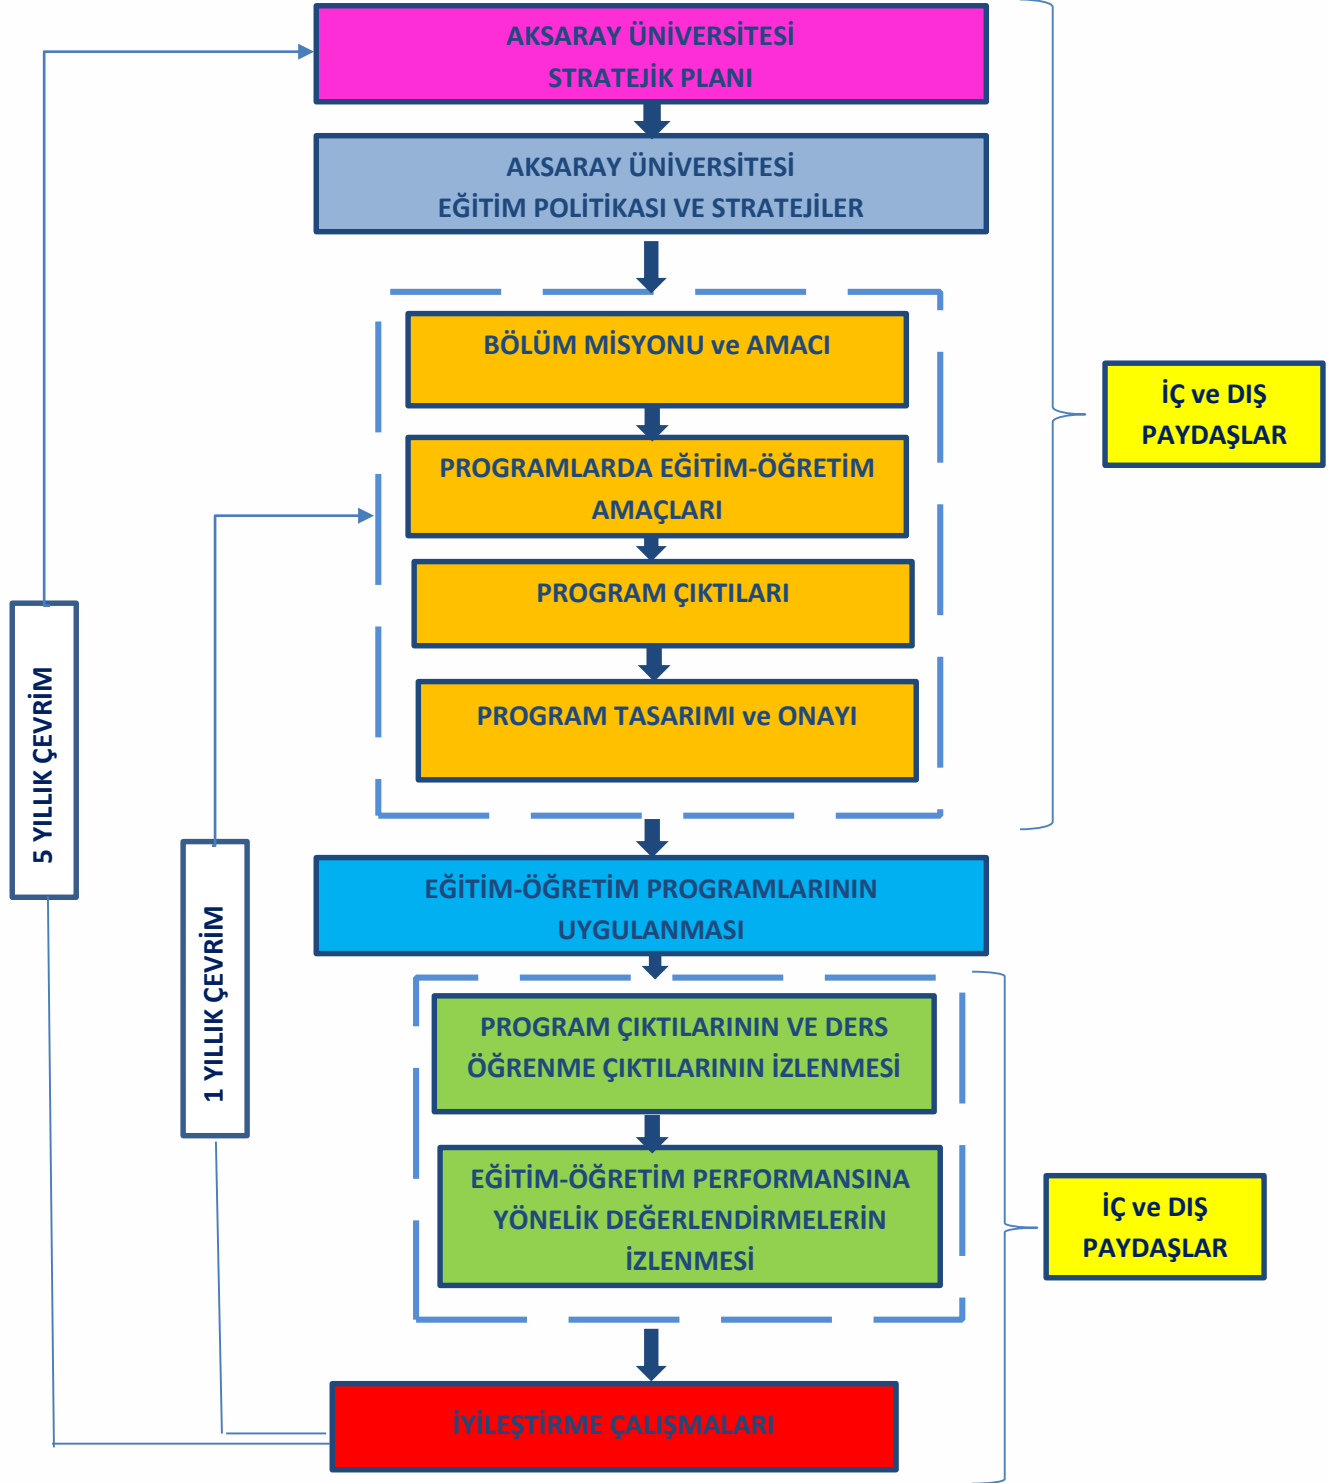 AKSARAY ÜNİVERSİTESİ
STRATEJİK PLANI
AKSARAY ÜNİVERSİTESİ
EĞİTİM POLİTİKASI VE STRATEJİLER
BÖLÜM MİSYONU ve AMACI
PROGRAMLARDA EĞİTİM-ÖĞRETİM
AMAÇLARI
PROGRAM ÇIKTILARI
PROGRAM TASARIMI ve ONAYI
İÇ ve DIŞ
PAYDAŞLAR
5 YILLIK ÇEVRİM
1 YILLIK ÇEVRİM
EĞİTİM-ÖĞRETİM PROGRAMLARININ
UYGULANMASI
PROGRAM ÇIKTILARININ VE DERS
ÖĞRENME ÇIKTILARININ İZLENMESİ
EĞİTİM-ÖĞRETİM PERFORMANSINA
YÖNELİK DEĞERLENDİRMELERİN
İZLENMESİ
İÇ ve DIŞ
PAYDAŞLAR
İYİLEŞTİRME ÇALIŞMALARI